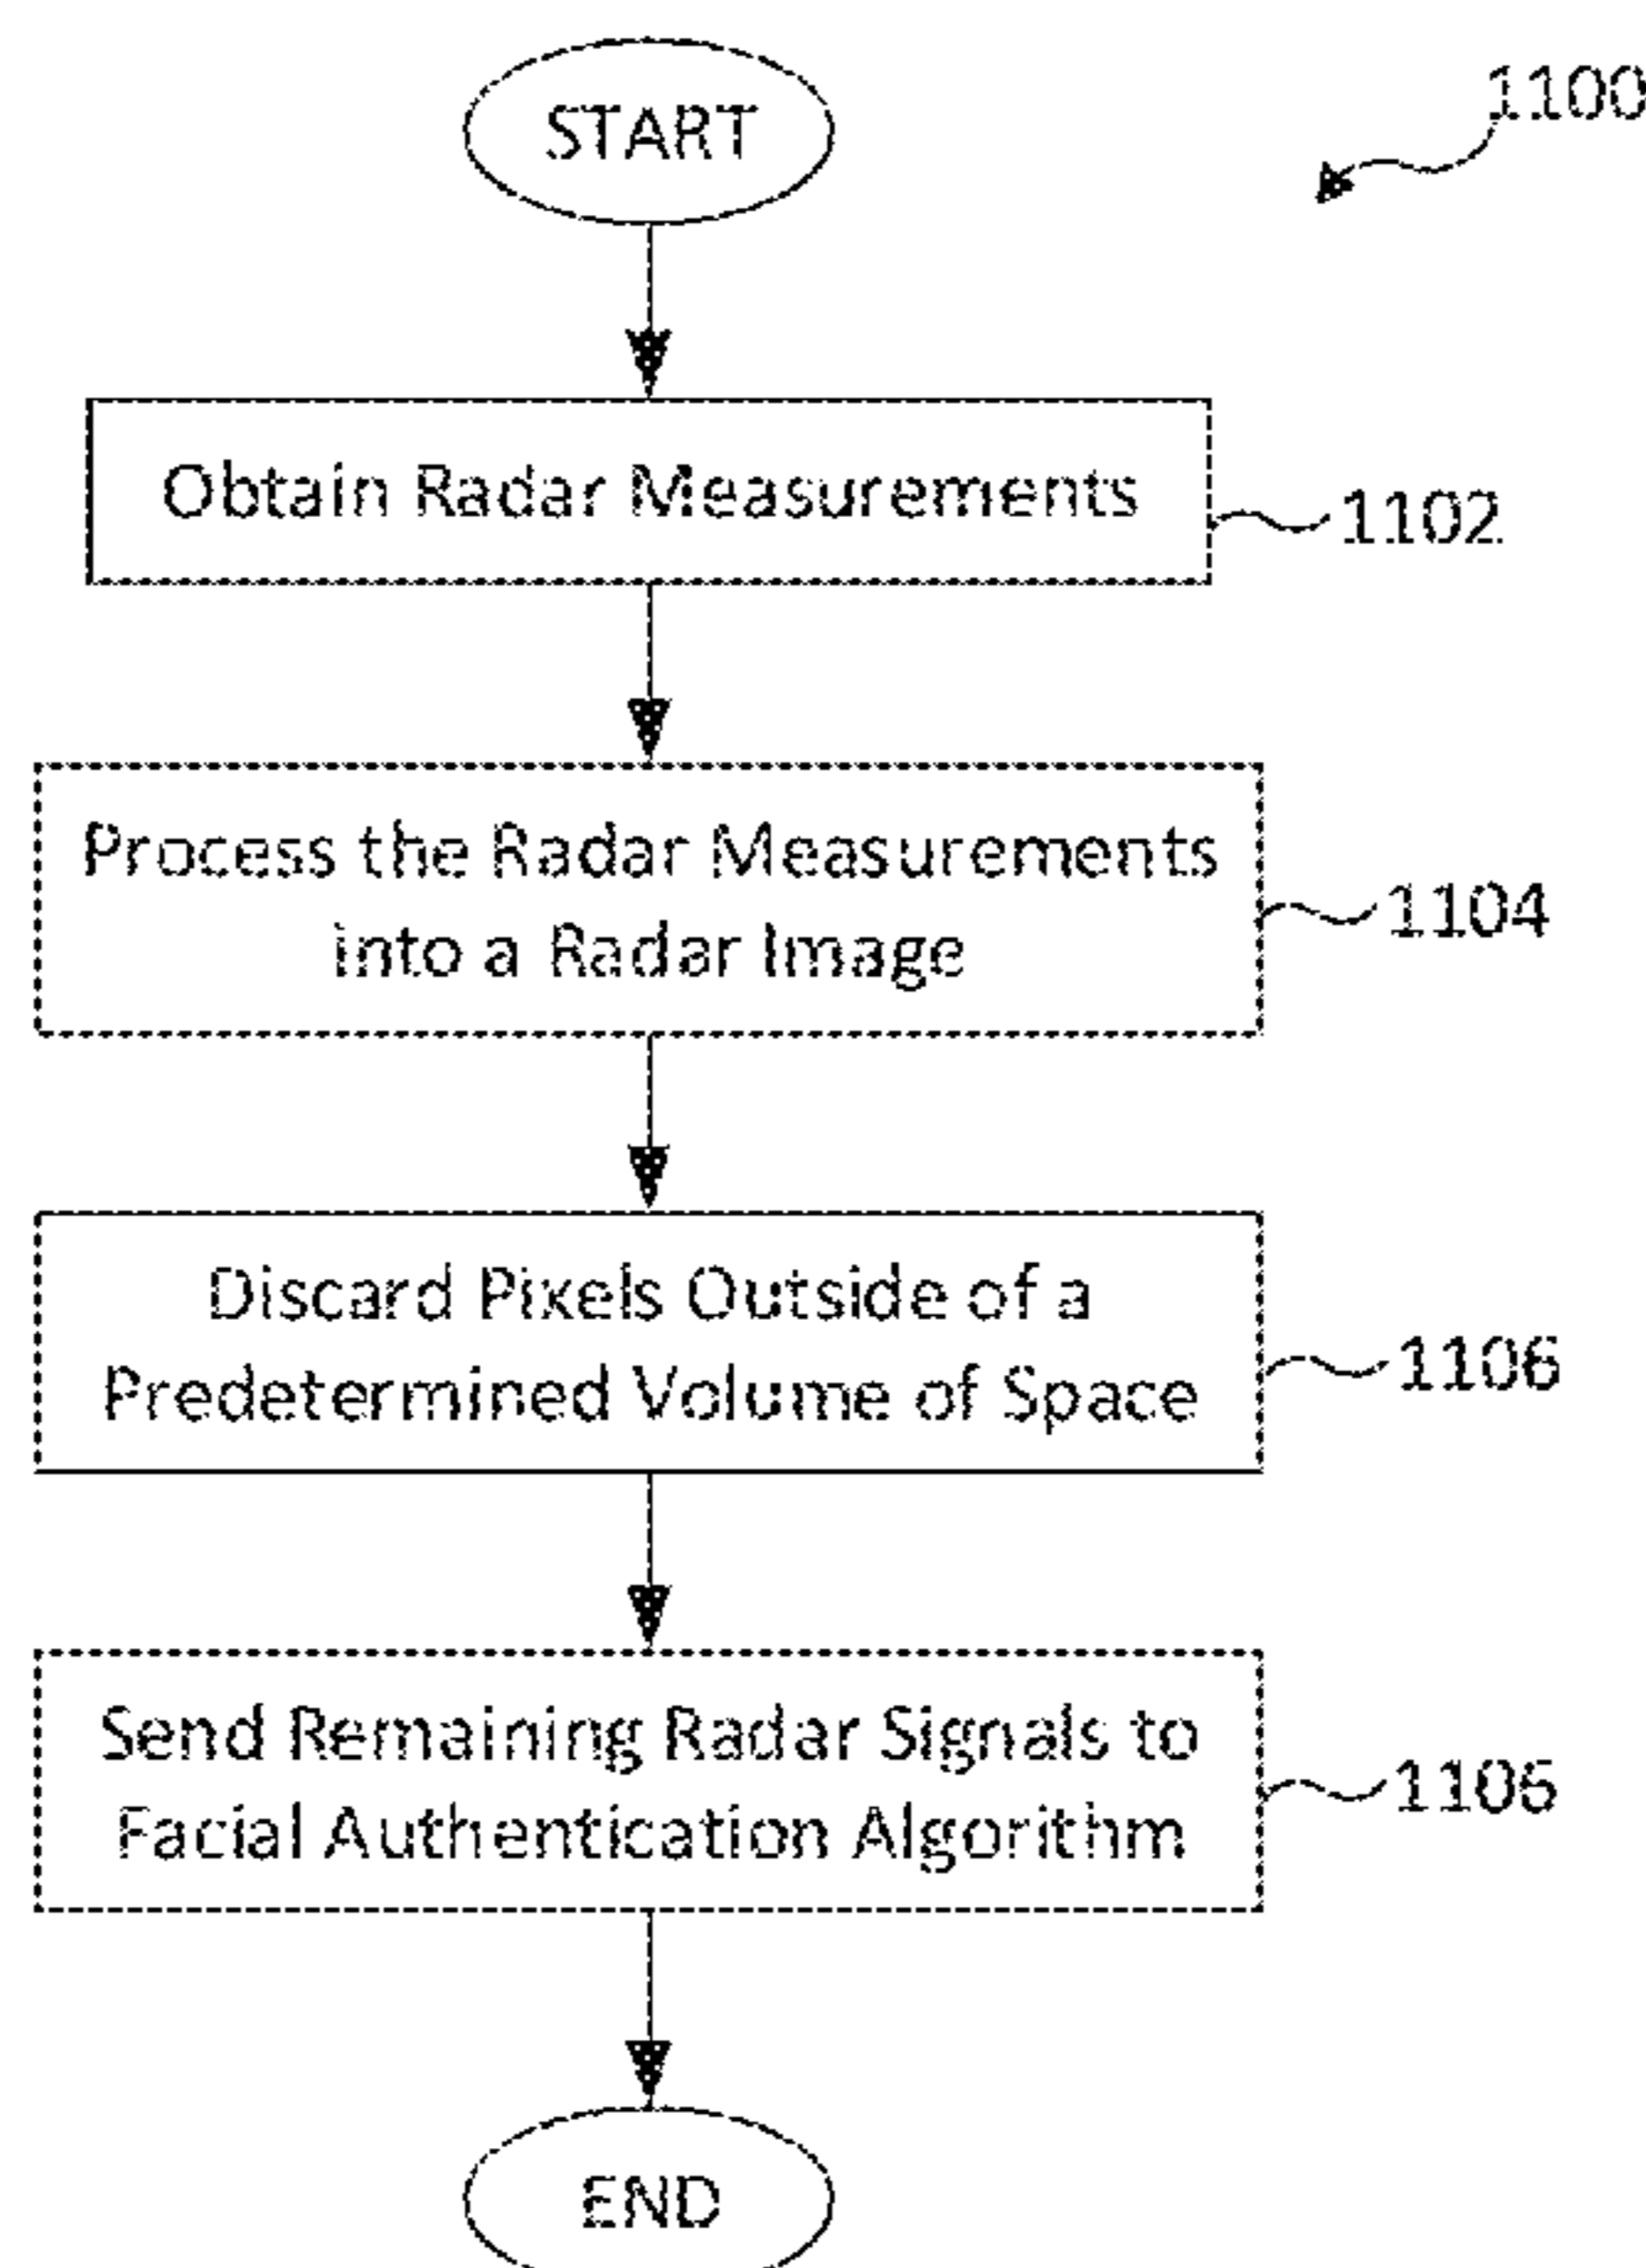 START
1100
Obtain Radar Measurements
1102
Process the Radar Measurements
into a Radar Image
1104
Discard Pixels Outside of a
Predetermined Volume of Space
1106
Send Remaining Radar Signals to
Facial Authentication Algorithm
1106
END